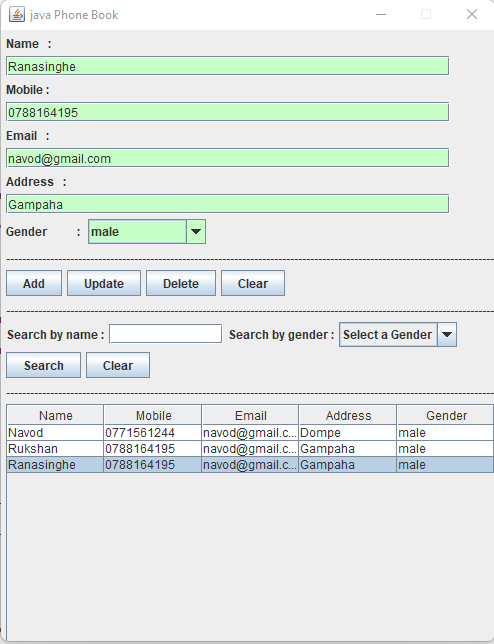 java Phone Book
Name :
Ranasinghe
Mobile :
0788164195
Email :
navod@gmail.com
Address :
Gampaha
Gender : male
Add Update Delete Clear
Search by name : Search by gender : Select a Gender
Search Clear
Name Mobile Email Address Gender
Navod 0771561244 navod@gmail.c... Dompe male
Rukshan 0788164195 navod@gmail.c... Gampaha male
Ranasinghe 0788164195 navod@gmail.c... Gampaha male